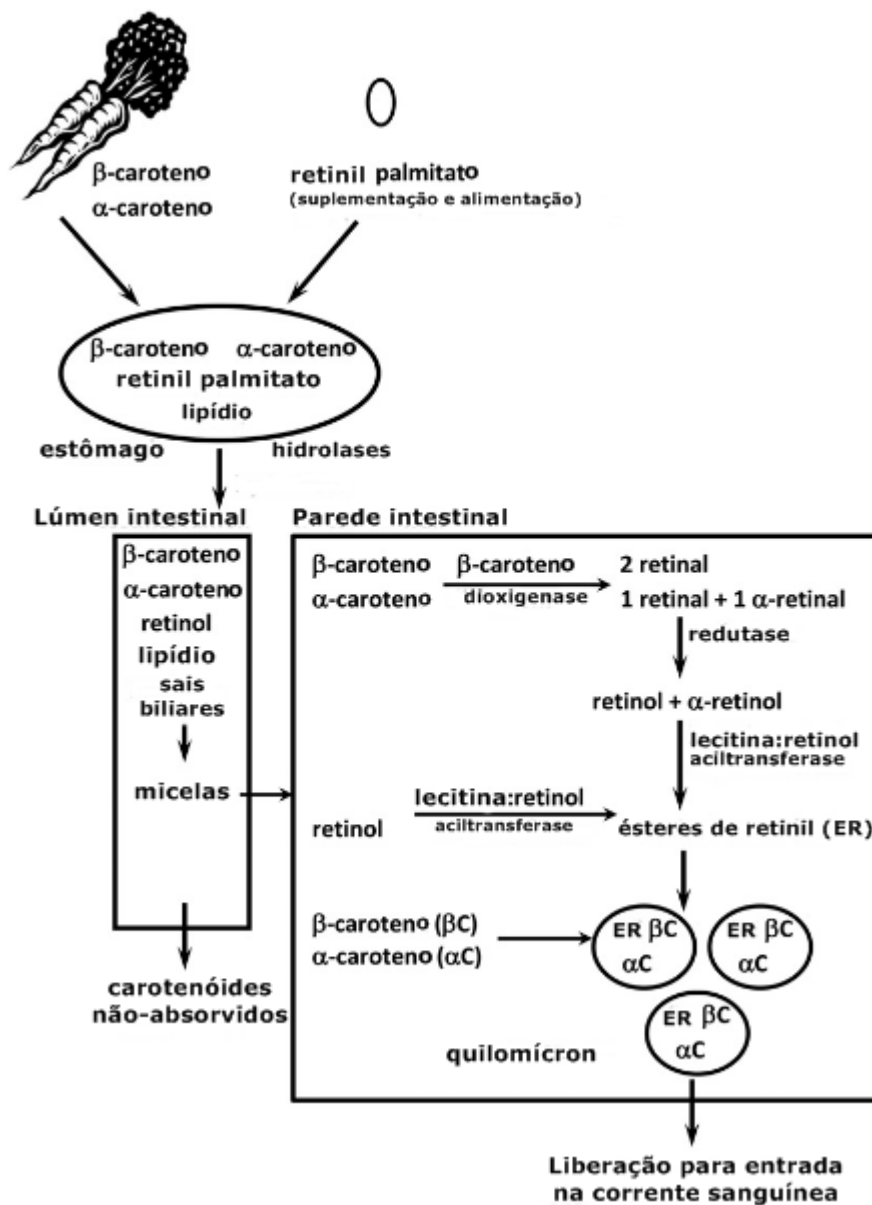 β-caroteno
α-caroteno
retinil palmitato
(suplementação e alimentação)
β-caroteno α-caroteno
retinil palmitato
lipídio
estômago hidrolases
Lúmen intestinal
β-caroteno
α-caroteno
retinol
lipídio
sais
biliares
micelas
carotenóides
não-absorvidos
Parede intestinal
β-caroteno
α-caroteno
β-caroteno
dioxigenase
2 retinal
1 retinal + 1 α-retinal
redutase
retinol + α-retinol
lecitina:retinol
aciltransferase
retinol
lecitina:retinol
aciltransferase
ésteres de retinil (ER)
β-caroteno (βC)
α-caroteno (αC)
ER βC
αC
ER βC
αC
ER βC
αC
quilomícron
Liberação para entrada
na corrente sanguínea